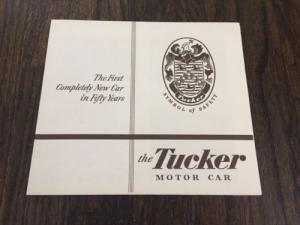 The First
Completely New Car
in Fifty Years
SYMBOL of SAFETY
the Tucker
MOTOR CAR